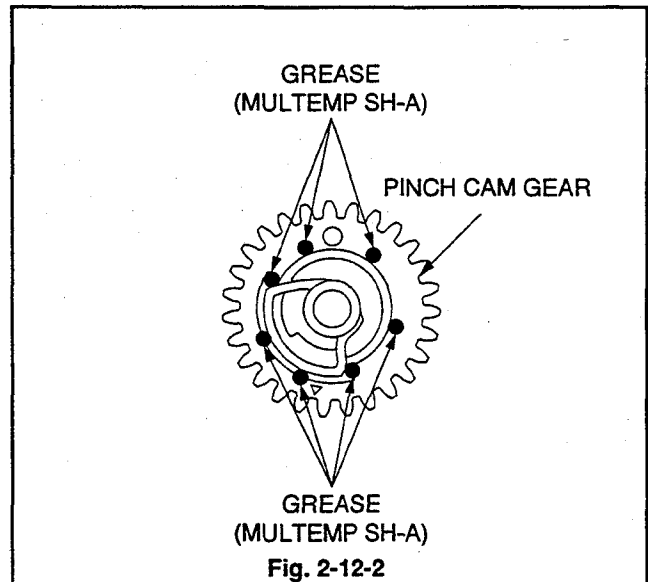 GREASE
(MULTEMP SH-A)
PINCH CAM GEAR
GREASE
(MULTEMP SH-A)
Fig. 2-12-2